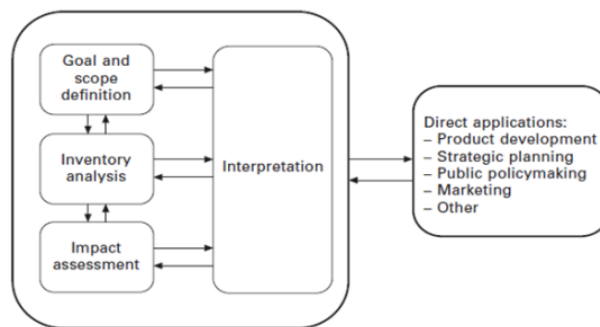 Goal and
scope
definition
Inventory
analysis
Impact
assessment
Interpretation
Direct applications:
– Product development
– Strategic planning
– Public policymaking
– Marketing
– Other